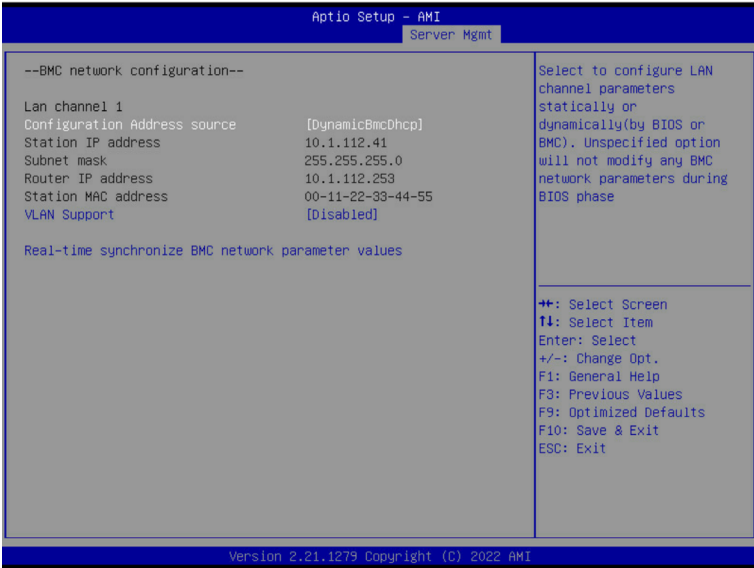 Aptio Setup – AMI
Server Mgmt
--BMC network configuration--
Lan channel 1
Configuration Address source [DynamicBmcDhcp]
Station IP address 10.1.112.41
Subnet mask 255.255.255.0
Router IP address 10.1.112.253
Station MAC address 00-11-22-33-44-55
VLAN Support [Disabled]
Real-time synchronize BMC network parameter values
Select to configure LAN
channel parameters
statically or
dynamically(by BIOS or
BMC). Unspecified option
will not modify any BMC
network parameters during
BIOS phase
→←: Select Screen
↑↓: Select Item
Enter: Select
+/-: Change Opt.
F1: General Help
F3: Previous Values
F9: Optimized Defaults
F10: Save & Exit
ESC: Exit
Version 2.21.1279 Copyright (C) 2022 AMI